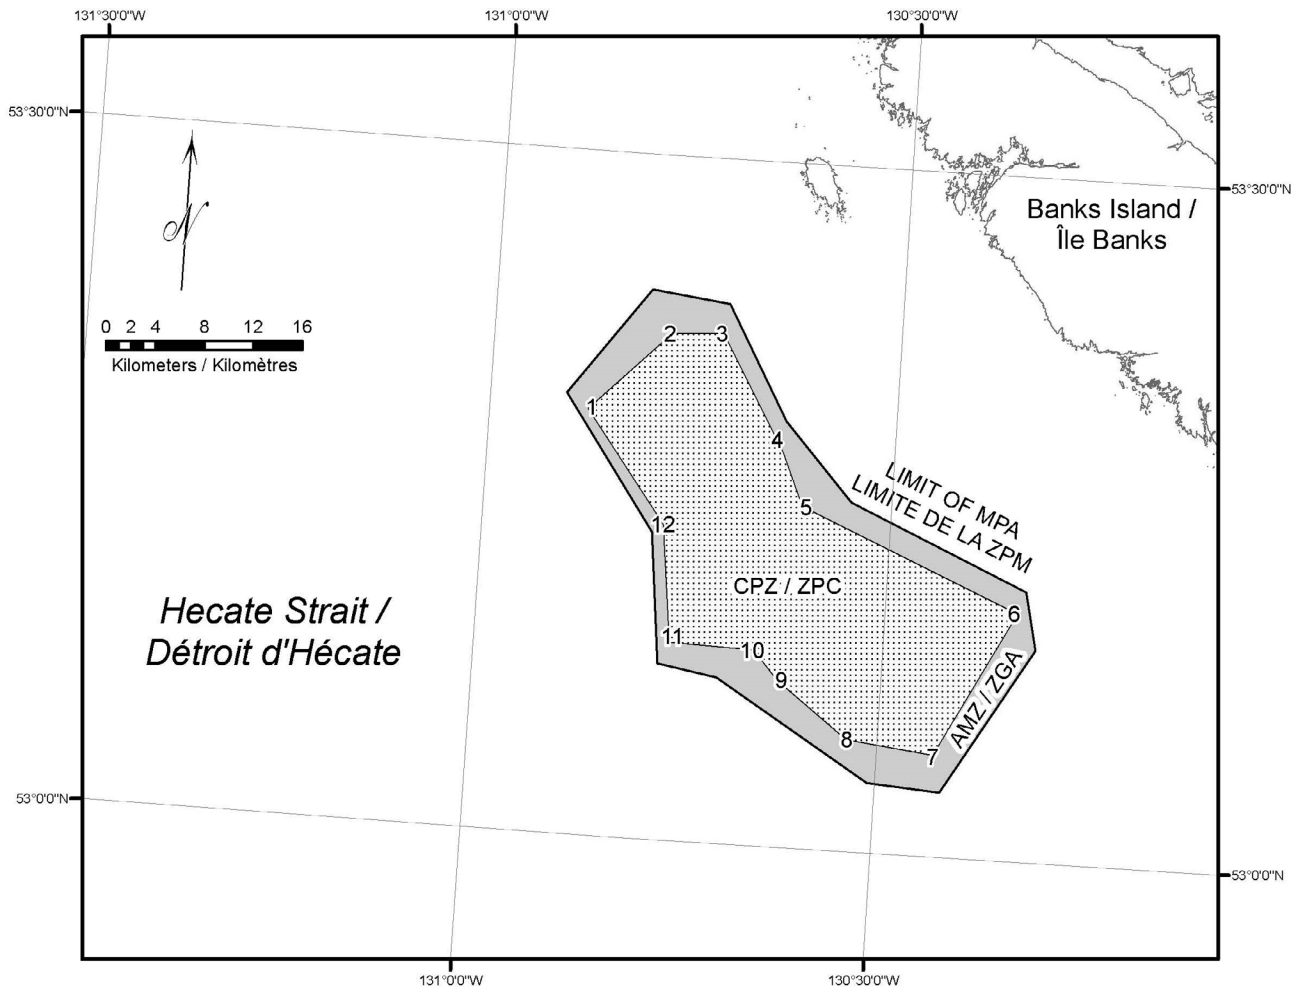 131°30'0"W
131°0'0"W
130°30'0"W
53°30'0"N
53°30'0"N
N
Banks Island /
Île Banks
0 2 4 8 12 16
Kilometers / Kilomètres
2 3
1
4
5
LIMIT OF MPA
LIMITE DE LA ZPM
12
CPZ / ZPC
Hecate Strait /
Détroit d'Hécate
6
11
10
9
AMZ / ZGA
8
7
53°0'0"N
53°0'0"N
131°0'0"W
130°30'0"W